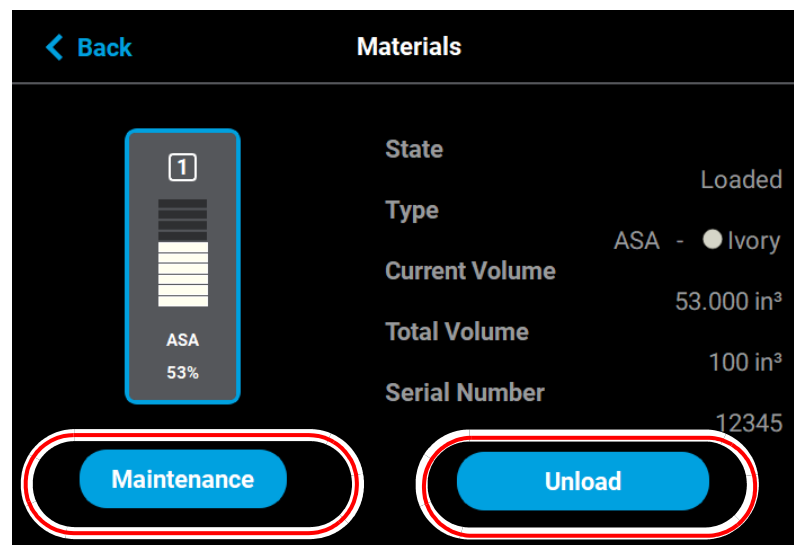 Back
Materials
1
ASA
53%
State
Loaded
Type
ASA - Ivory
Current Volume
53.000 in³
Total Volume
100 in³
Serial Number
12345
Maintenance
Unload